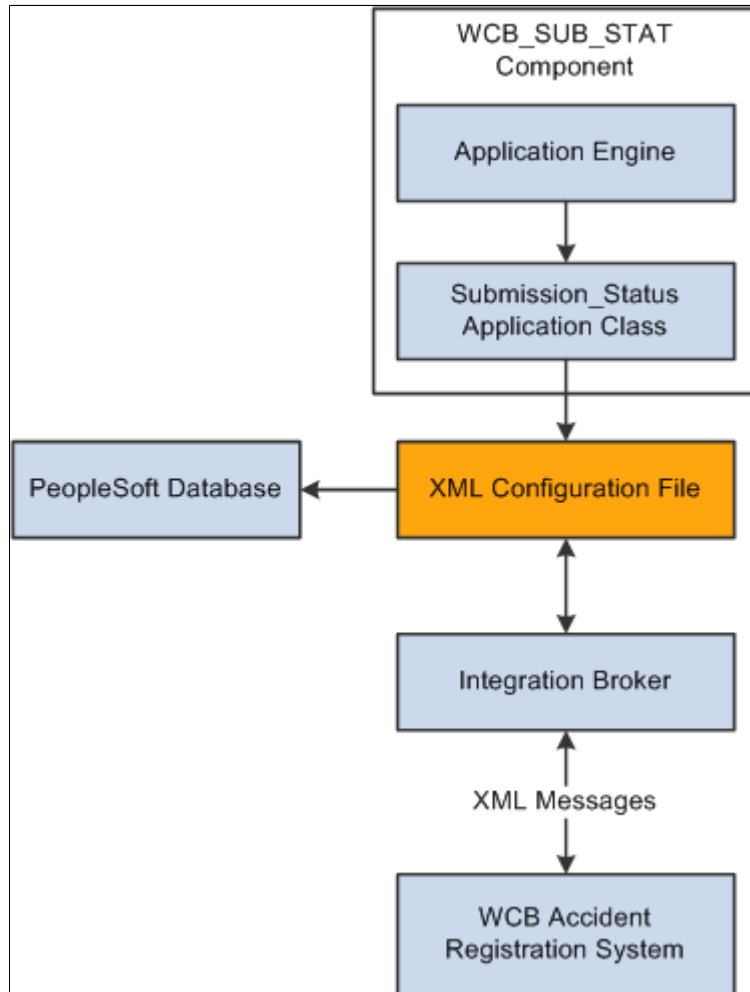 WCB_SUB_STAT
Component
Application Engine
Submission_Status
Application Class
PeopleSoft Database
XML Configuration File
Integration Broker
XML Messages
WCB Accident
Registration System